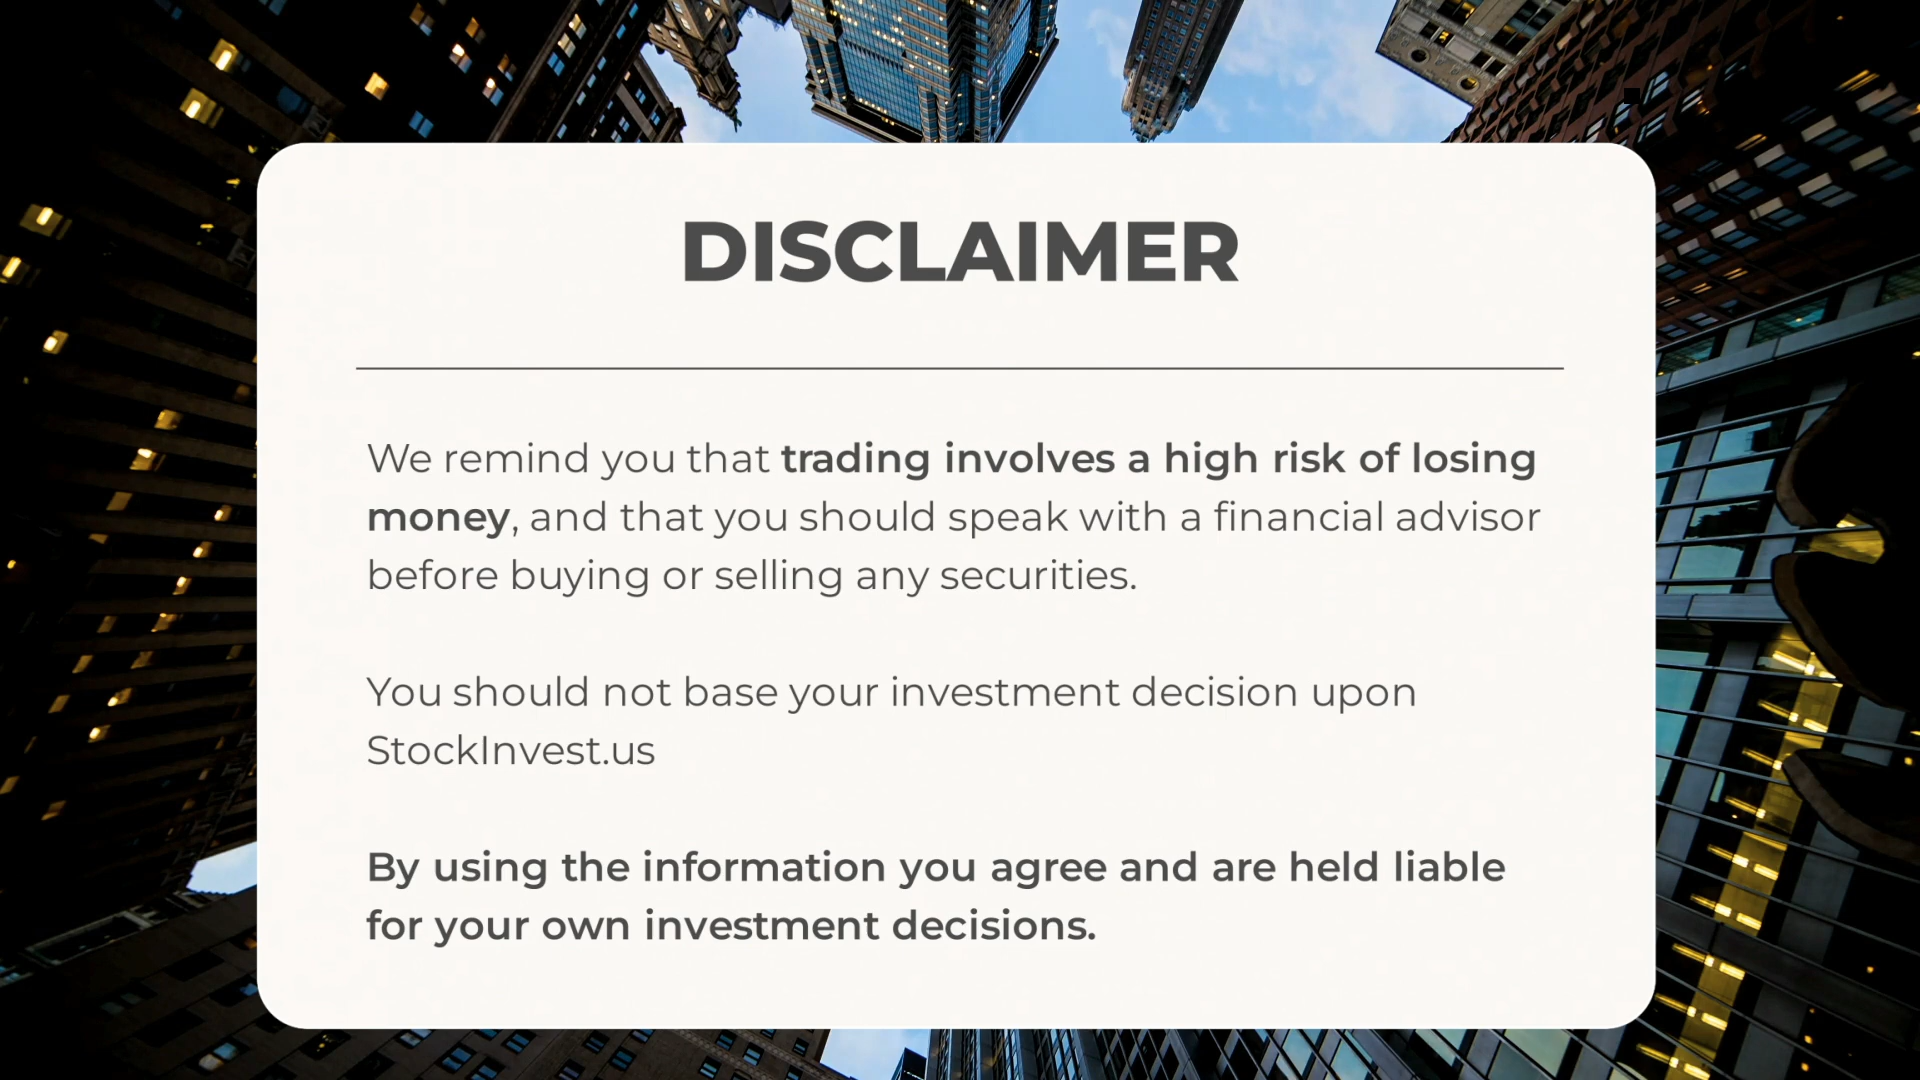 DISCLAIMER
We remind you that trading involves a high risk of losing
money, and that you should speak with a financial advisor
before buying or selling any securities.
You should not base your investment decision upon
StockInvest.us
By using the information you agree and are held liable
for your own investment decisions.